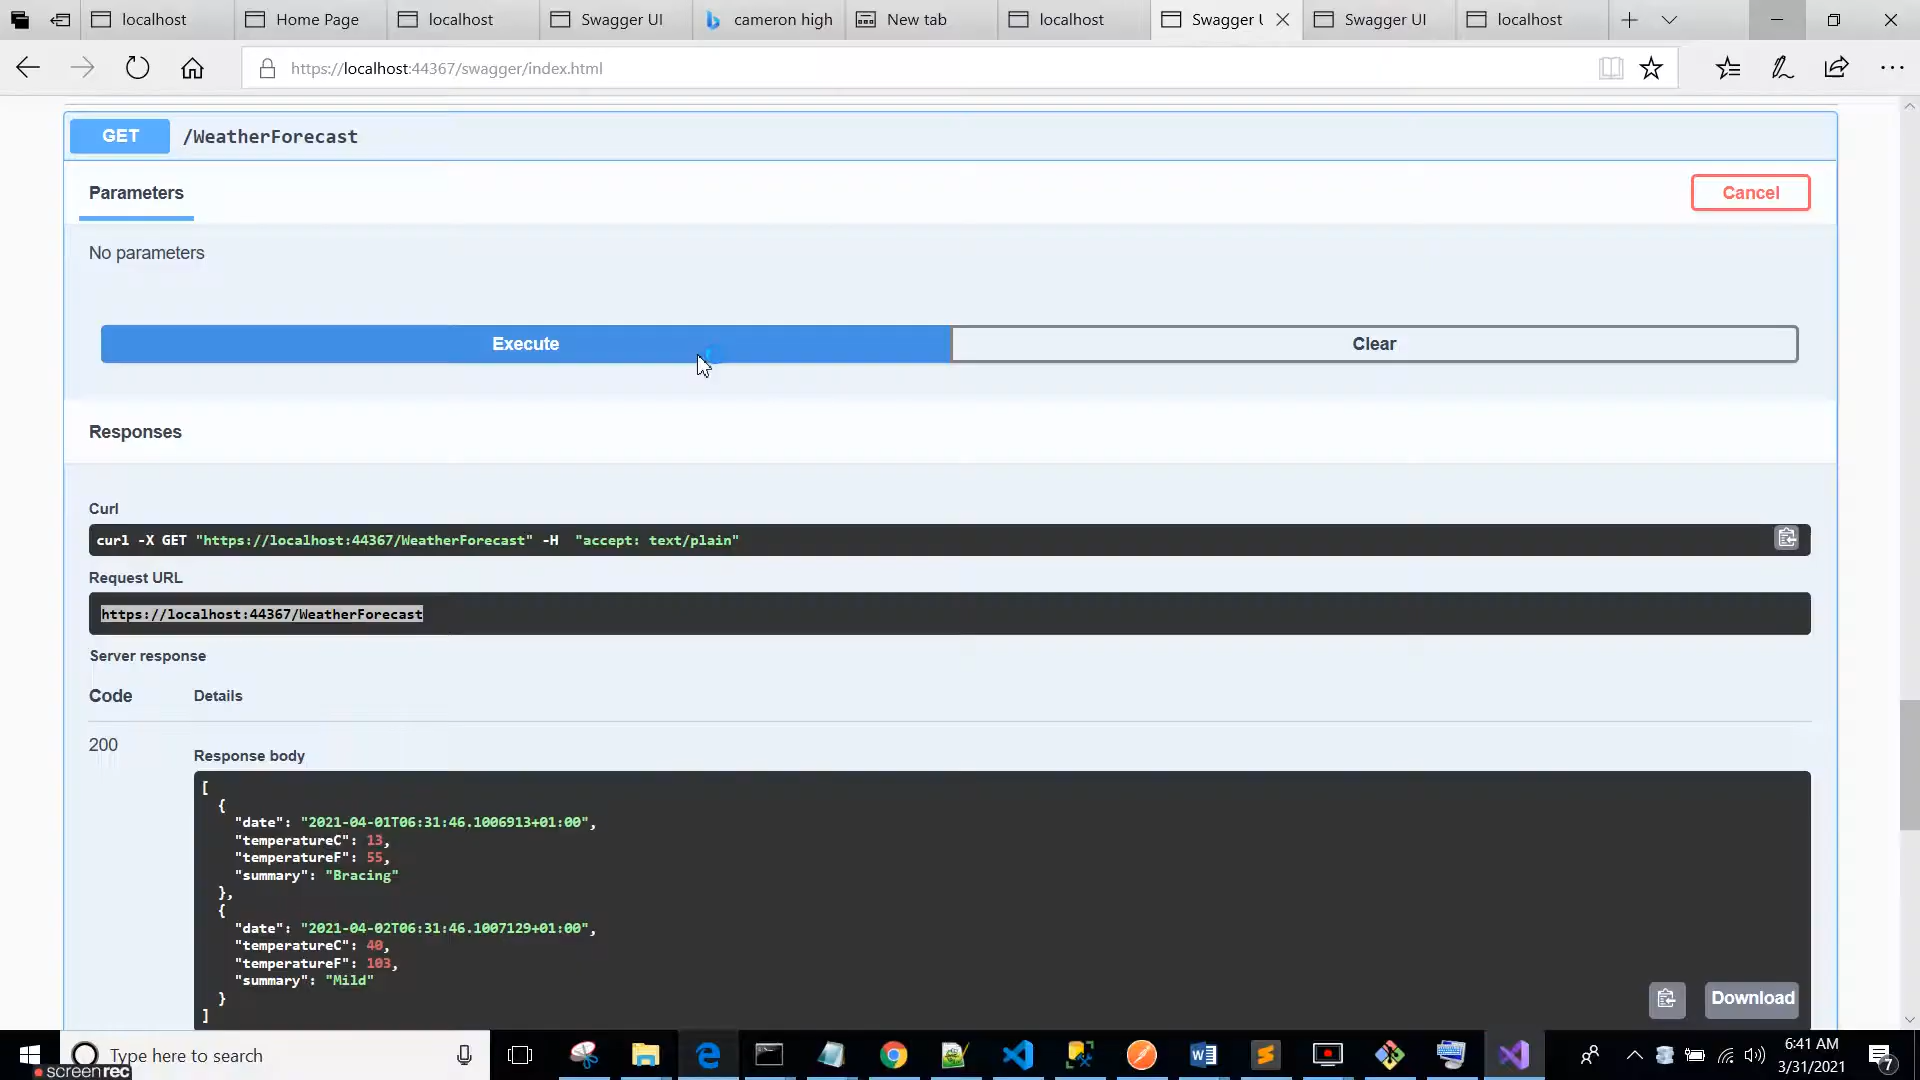 localhost
Home Page
localhost
Swagger UI
cameron high
New tab
localhost
Swagger U
Swagger UI
localhost
https://localhost:44367/swagger/index.html
GET /WeatherForecast
Parameters
Cancel
No parameters
Execute
Clear
Responses
Curl
curl -X GET "https://localhost:44367/WeatherForecast" -H  "accept: text/plain"
Request URL
https://localhost:44367/WeatherForecast
Server response
Code
Details
200
Response body
[
{
"date": "2021-04-01T06:31:46.1006913+01:00",
"temperatureC": 13,
"temperatureF": 55,
"summary": "Bracing"
},
{
"date": "2021-04-02T06:31:46.1007129+01:00",
"temperatureC": 40,
"temperatureF": 103,
"summary": "Mild"
}
]
Download
Type here to search
screenrec
6:41 AM
3/31/2021
7